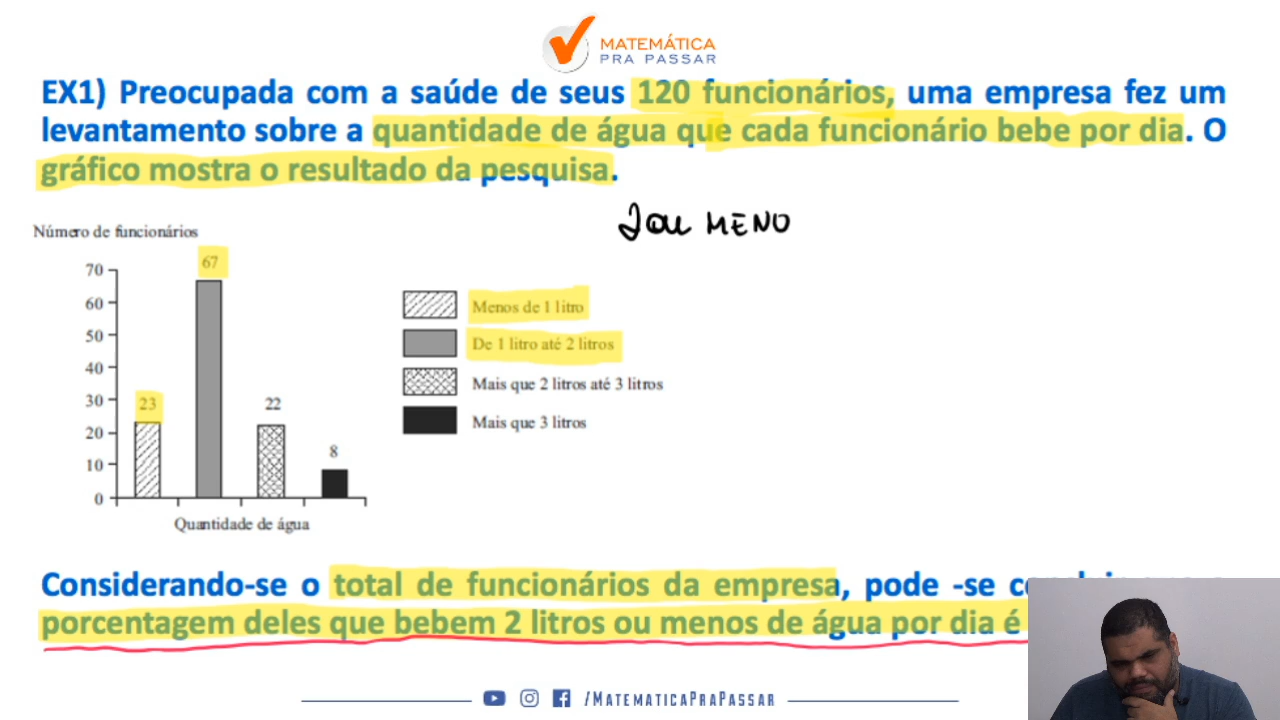 MATEMÁTICA
PRA PASSAR
EX1) Preocupada com a saúde de seus 120 funcionários, uma empresa fez um
levantamento sobre a quantidade de água que cada funcionário bebe por dia. O
gráfico mostra o resultado da pesquisa.
2 ou MENO
Número de funcionários
70
60
50
40
30
20
10
0
23
67
22
8
Quantidade de água
Menos de 1 litro
De 1 litro até 2 litros
Mais que 2 litros até 3 litros
Mais que 3 litros
Considerando-se o total de funcionários da empresa, pode -se
porcentagem deles que bebem 2 litros ou menos de água por dia é
/MATEMATICAPRAPASSAR